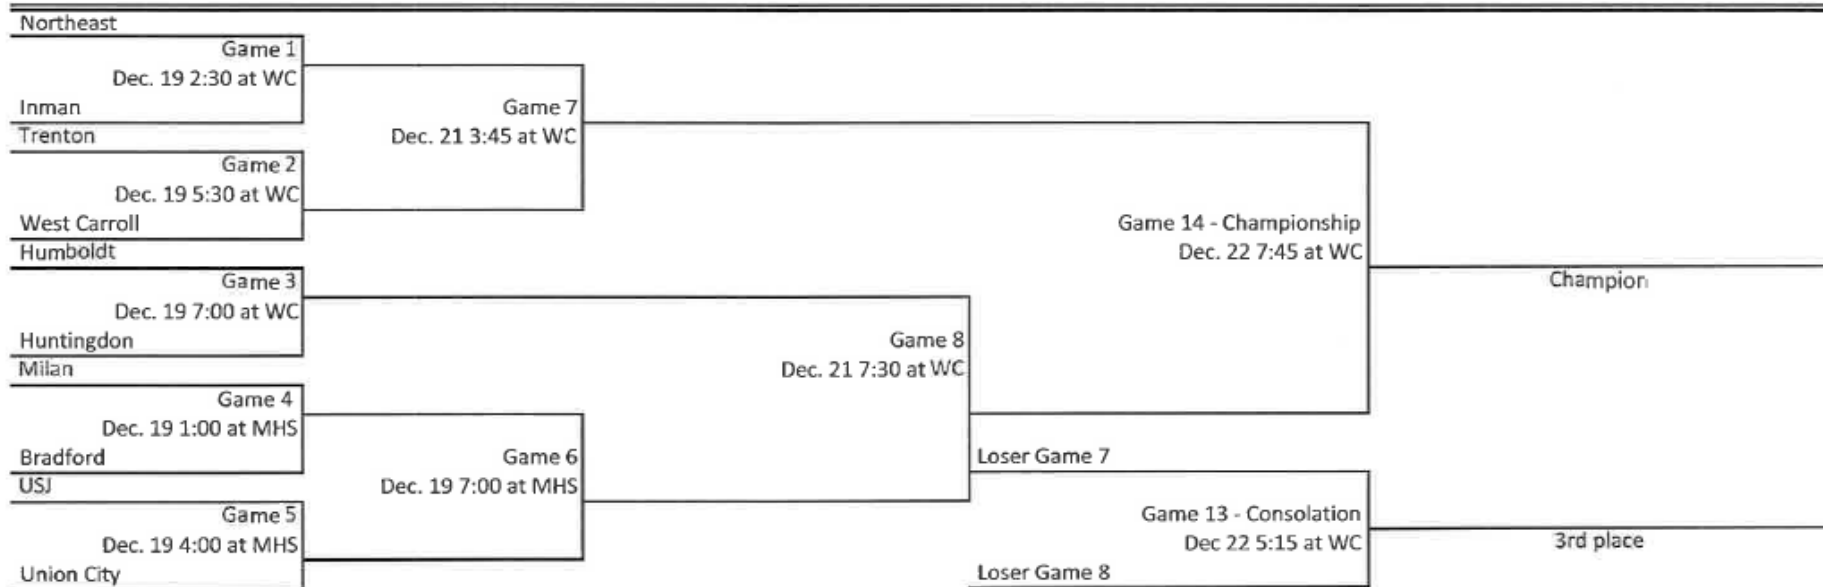 Northeast
Game 1
Dec. 19 2:30 at WC
Inman
Game 7
Trenton
Dec. 21 3:45 at WC
Game 2
Dec. 19 5:30 at WC
West Carroll
Game 14 - Championship
Humboldt
Dec. 22 7:45 at WC
Game 3
Champion
Dec. 19 7:00 at WC
Huntingdon
Game 8
Milan
Dec. 21 7:30 at WC
Game 4
Dec. 19 1:00 at MHS
Bradford
Game 6
Loser Game 7
USJ
Dec. 19 7:00 at MHS
Game 5
Game 13 - Consolation
Dec. 19 4:00 at MHS
Dec 22 5:15 at WC
3rd place
Union City
Loser Game 8